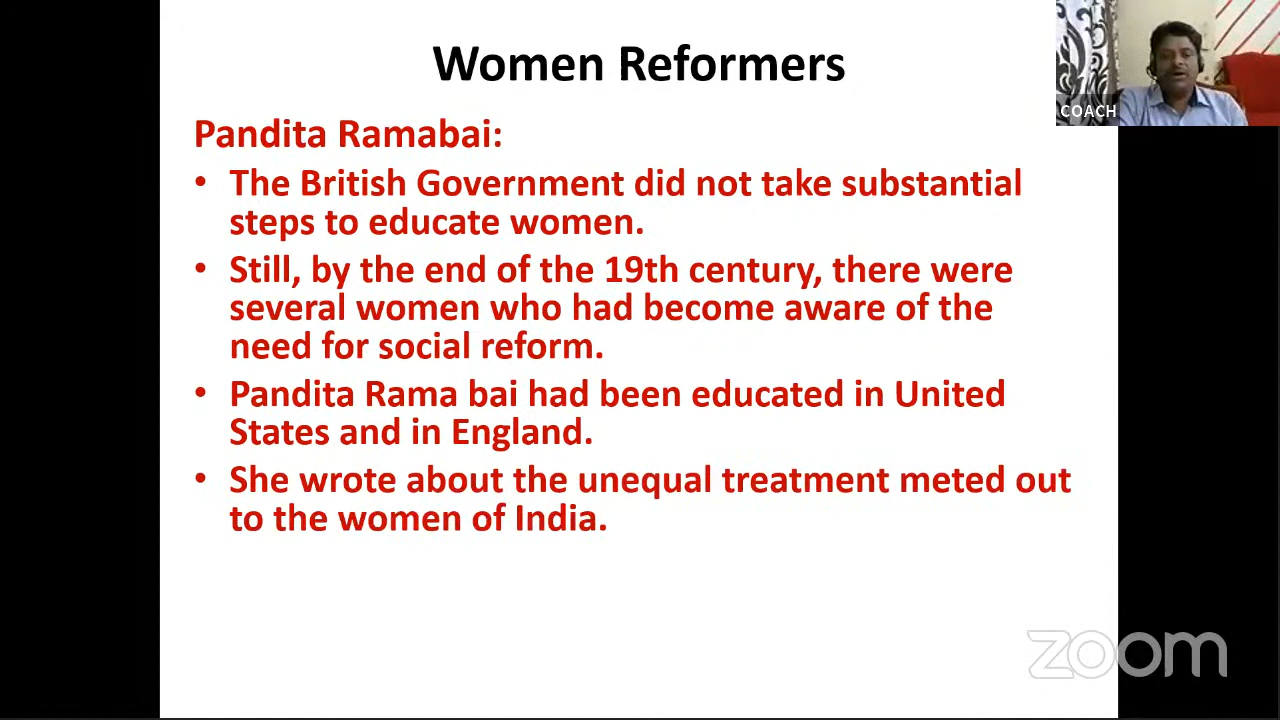 Women Reformers
COACH
Pandita Ramabai:
• The British Government did not take substantial
steps to educate women.
• Still, by the end of the 19th century, there were
several women who had become aware of the
need for social reform.
• Pandita Rama bai had been educated in United
States and in England.
• She wrote about the unequal treatment meted out
to the women of India.
zoom